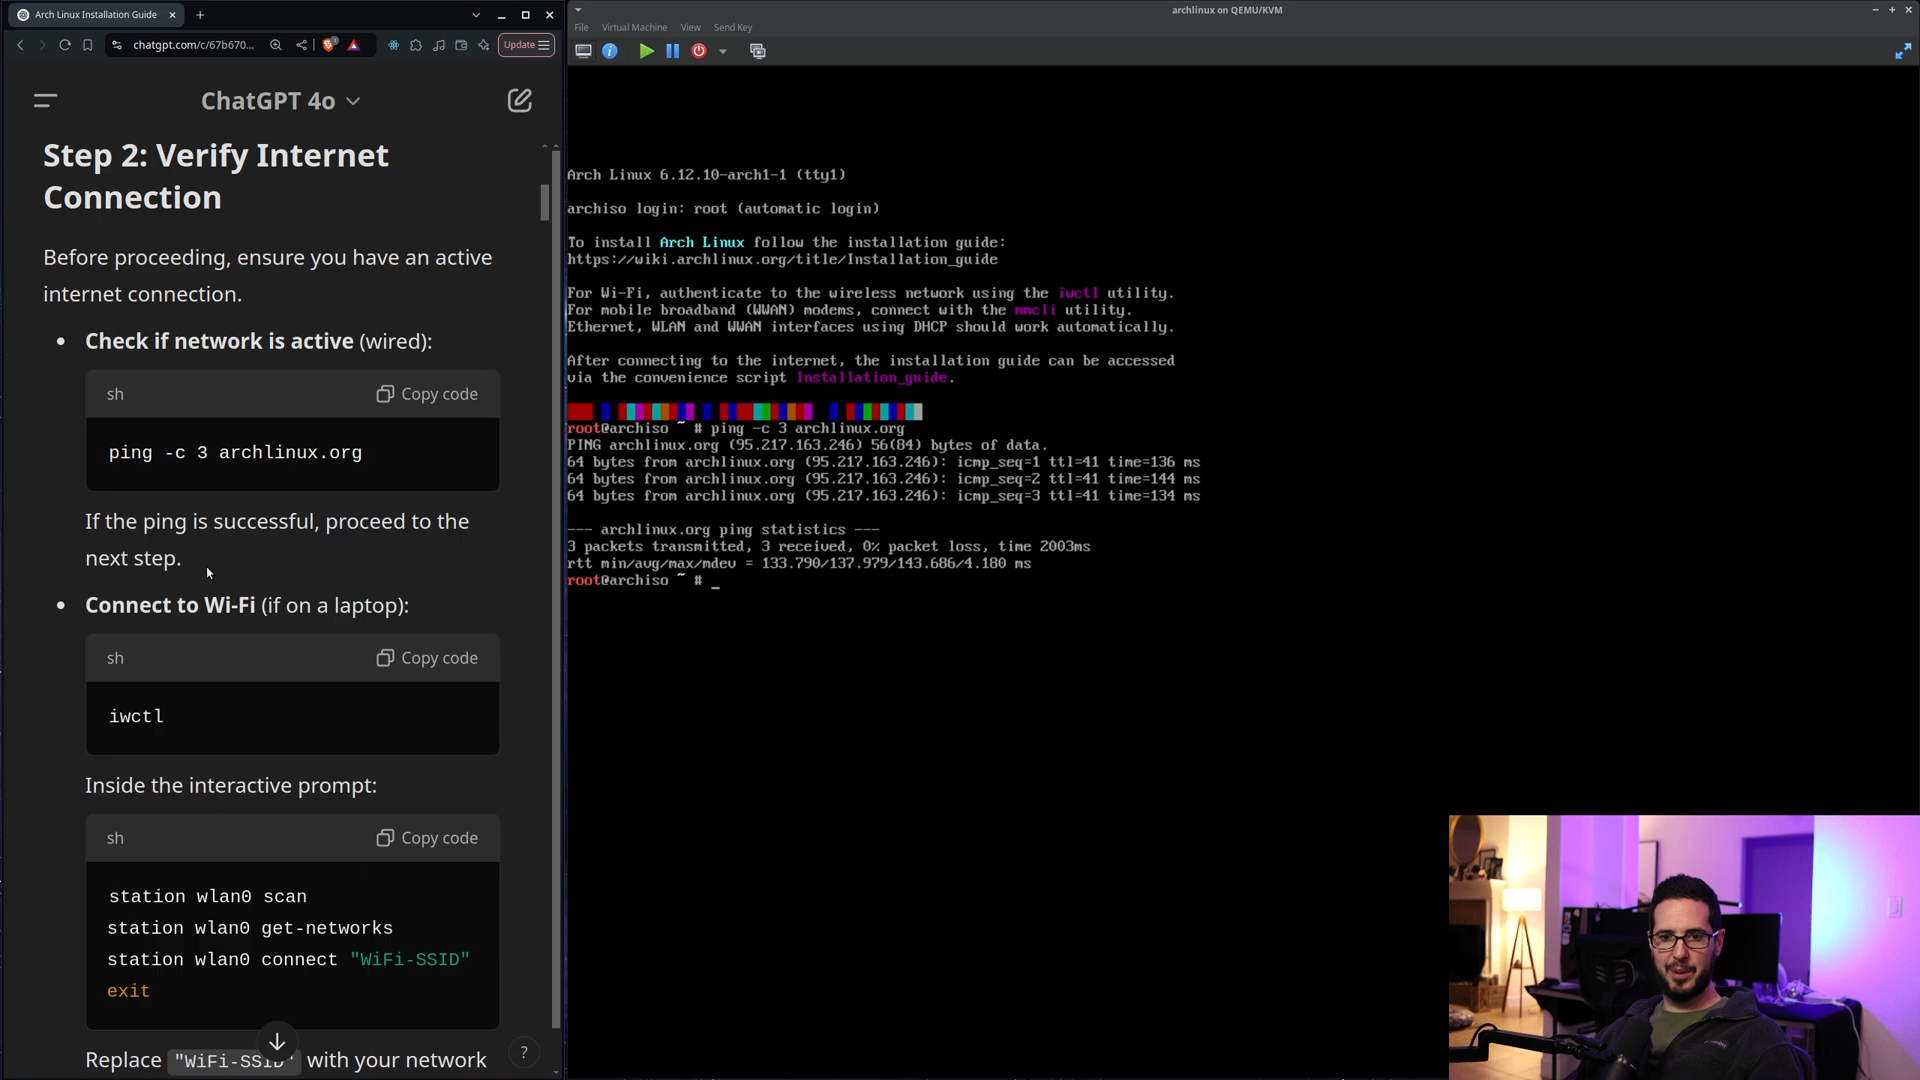 Arch Linux Installation Guide
chatgpt.com/c/67b670...
Update
ChatGPT 4o
Step 2: Verify Internet
Connection
Before proceeding, ensure you have an active
internet connection.
• Check if network is active (wired):
sh
Copy code
ping -c 3 archlinux.org
If the ping is successful, proceed to the
next step.
• Connect to Wi-Fi (if on a laptop):
sh
Copy code
iwctl
Inside the interactive prompt:
sh
Copy code
station wlan0 scan
station wlan0 get-networks
station wlan0 connect "WiFi-SSID"
exit
Replace "WiFi-SSID" with your network
?
archlinux on QEMU/KVM
File Virtual Machine View Send Key
Arch Linux 6.12.10-arch1-1 (tty1)
archiso login: root (automatic login)
To install Arch Linux follow the installation guide:
https://wiki.archlinux.org/title/Installation_guide
For Wi-Fi, authenticate to the wireless network using the iwctl utility.
For mobile broadband (WWAN) modems, connect with the mmcli utility.
Ethernet, WLAN and WWAN interfaces using DHCP should work automatically.
After connecting to the internet, the installation guide can be accessed
via the convenience script Installation_guide.
root@archiso ~ # ping -c 3 archlinux.org
PING archlinux.org (95.217.163.246) 56(84) bytes of data.
64 bytes from archlinux.org (95.217.163.246): icmp_seq=1 ttl=41 time=136 ms
64 bytes from archlinux.org (95.217.163.246): icmp_seq=2 ttl=41 time=144 ms
64 bytes from archlinux.org (95.217.163.246): icmp_seq=3 ttl=41 time=134 ms
--- archlinux.org ping statistics ---
3 packets transmitted, 3 received, 0% packet loss, time 2003ms
rtt min/avg/max/mdev = 133.790/137.979/143.686/4.180 ms
root@archiso ~ # _